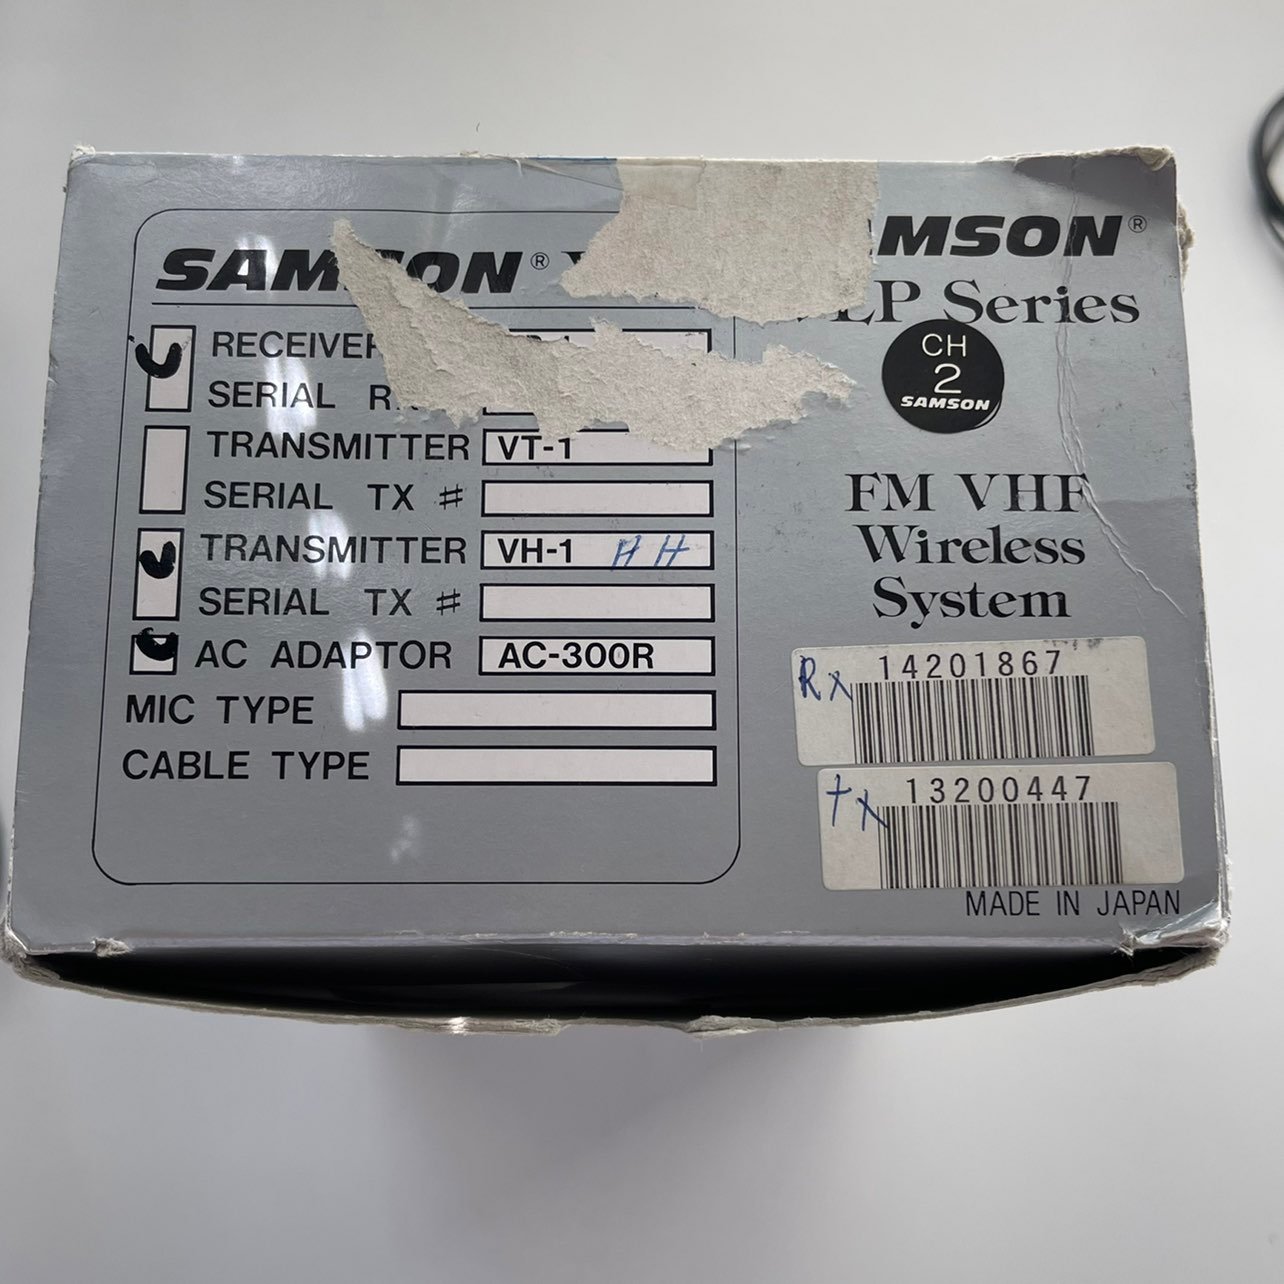 SAMSON®
RECEIVER
SERIAL
TRANSMITTER VT-1
SERIAL TX #
TRANSMITTER VH-1 HH
SERIAL TX #
AC ADAPTOR AC-300R
MIC TYPE
CABLE TYPE
MSON®
LP Series
CH
2
SAMSON
FM VHF
Wireless
System
Rx 14201867
Tx 13200447
MADE IN JAPAN